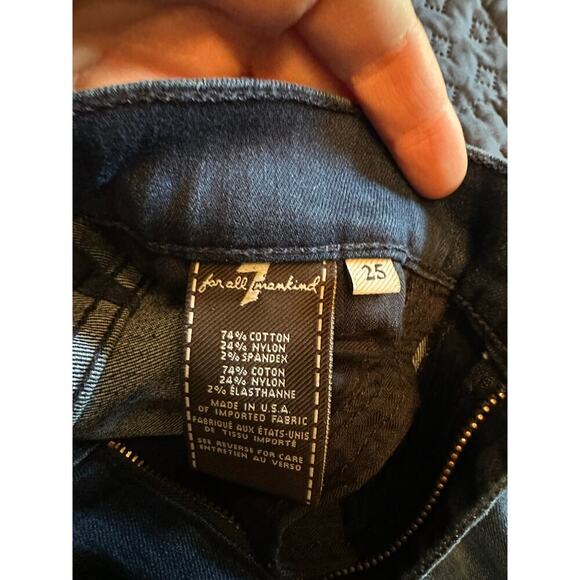 7
for all mankind
25
74% COTTON
24% NYLON
2% SPANDEX
74% COTON
24% NYLON
2% ÉLASTHANNE
MADE IN U.S.A.
OF IMPORTED FABRIC
FABRIQUÉ AUX ÉTATS-UNIS
DE TISSU IMPORTÉ
SEE REVERSE FOR CARE
ENTRETIEN AU VERSO